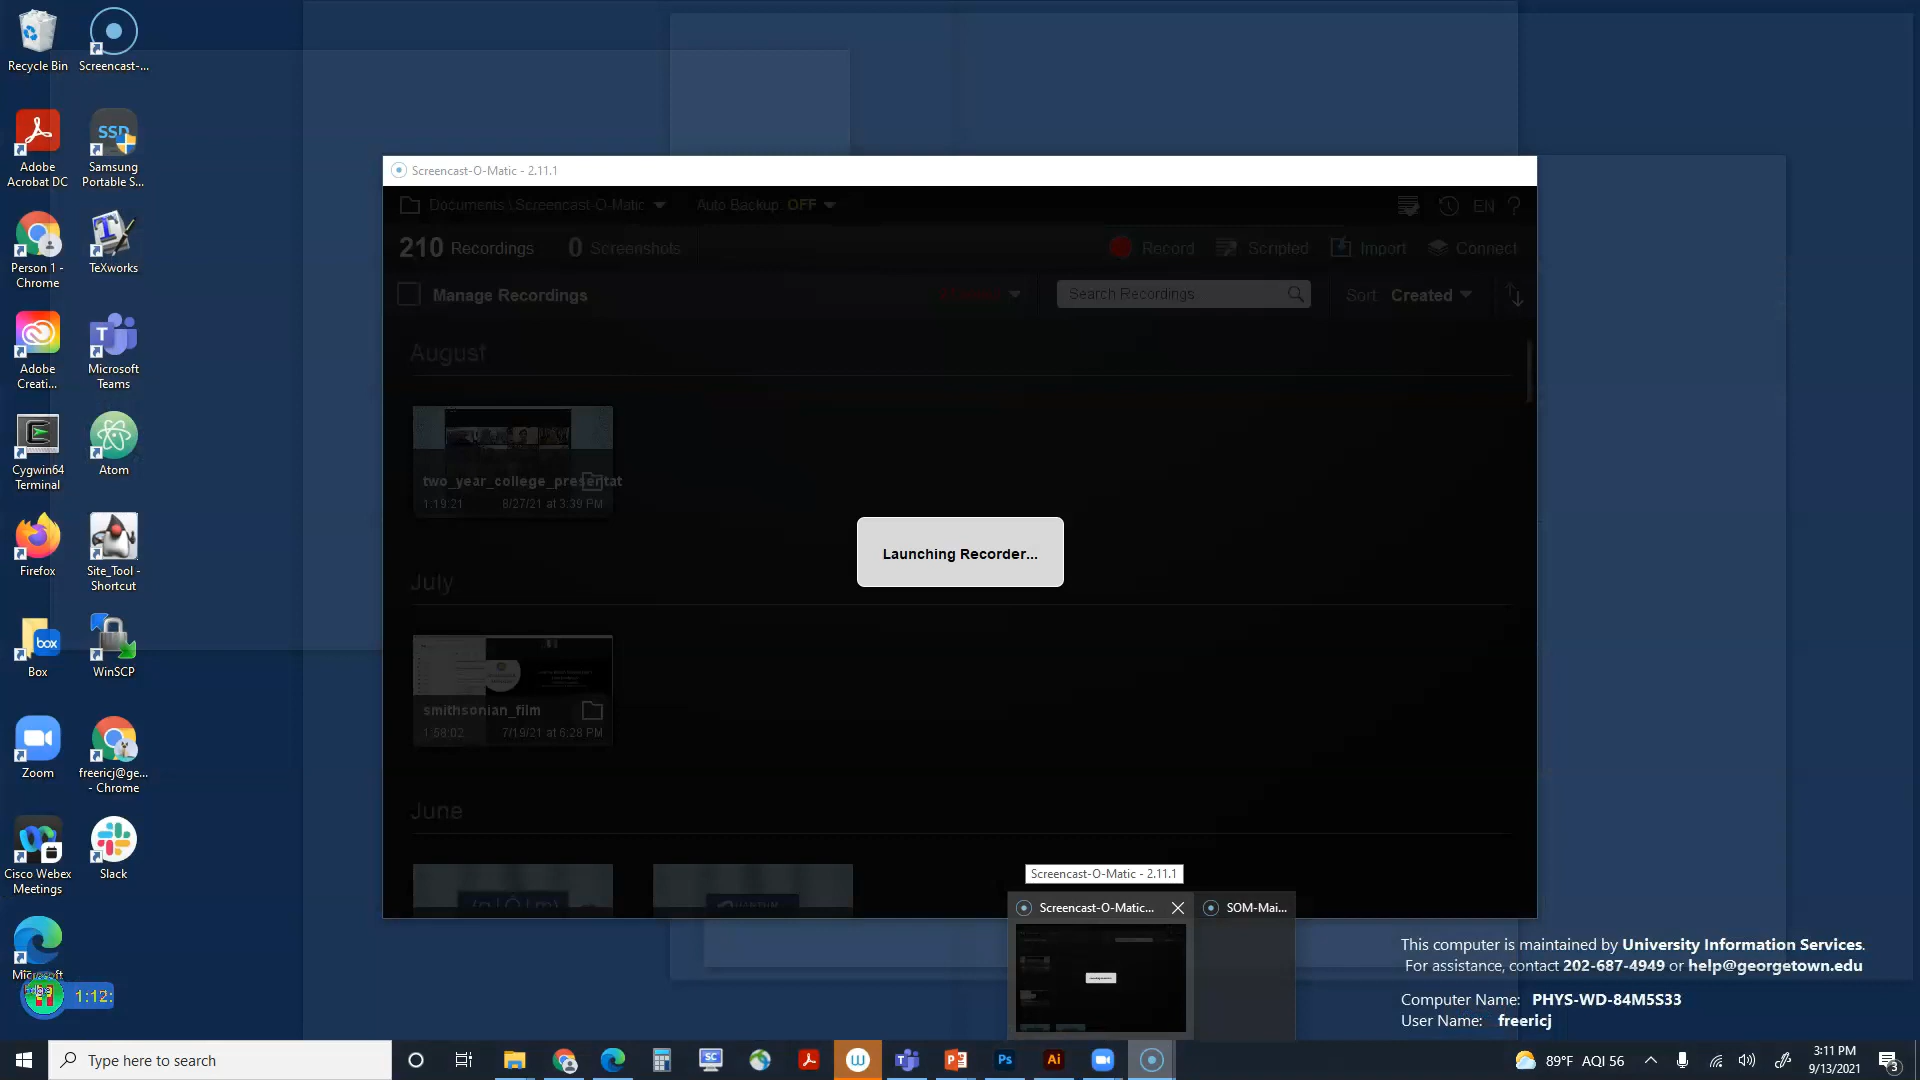 Recycle Bin
Screencast-...
Adobe
Acrobat DC
Samsung
Portable S...
Person 1 -
Chrome
TeXworks
Adobe
Creati...
Microsoft
Teams
Cygwin64
Terminal
Atom
Firefox
Site_Tool -
Shortcut
Box
WinSCP
Zoom
freericj@ge...
- Chrome
Cisco Webex
Meetings
Slack
Microsoft
1:12:
SSD
box
Screencast-O-Matic - 2.11.1
Documents \Screencast-O-Matic
Auto Backup: OFF
EN ?
210 Recordings
0 Screenshots
Record
Scripted
Import
Connect
Manage Recordings
Search Recordings
Sort: Created
August
two_year_college_presentat
1:19:21
8/27/21 at 3:39 PM
Launching Recorder...
July
smithsonian_film
1:58:02
7/19/21 at 6:28 PM
June
Screencast-O-Matic - 2.11.1
Screencast-O-Matic...
SOM-Mai...
This computer is maintained by University Information Services.
For assistance, contact 202-687-4949 or help@georgetown.edu
Computer Name: PHYS-WD-84M5S33
User Name: freericj
Type here to search
SC
W
Ps
Ai
89°F AQI 56
3:11 PM
9/13/2021
3